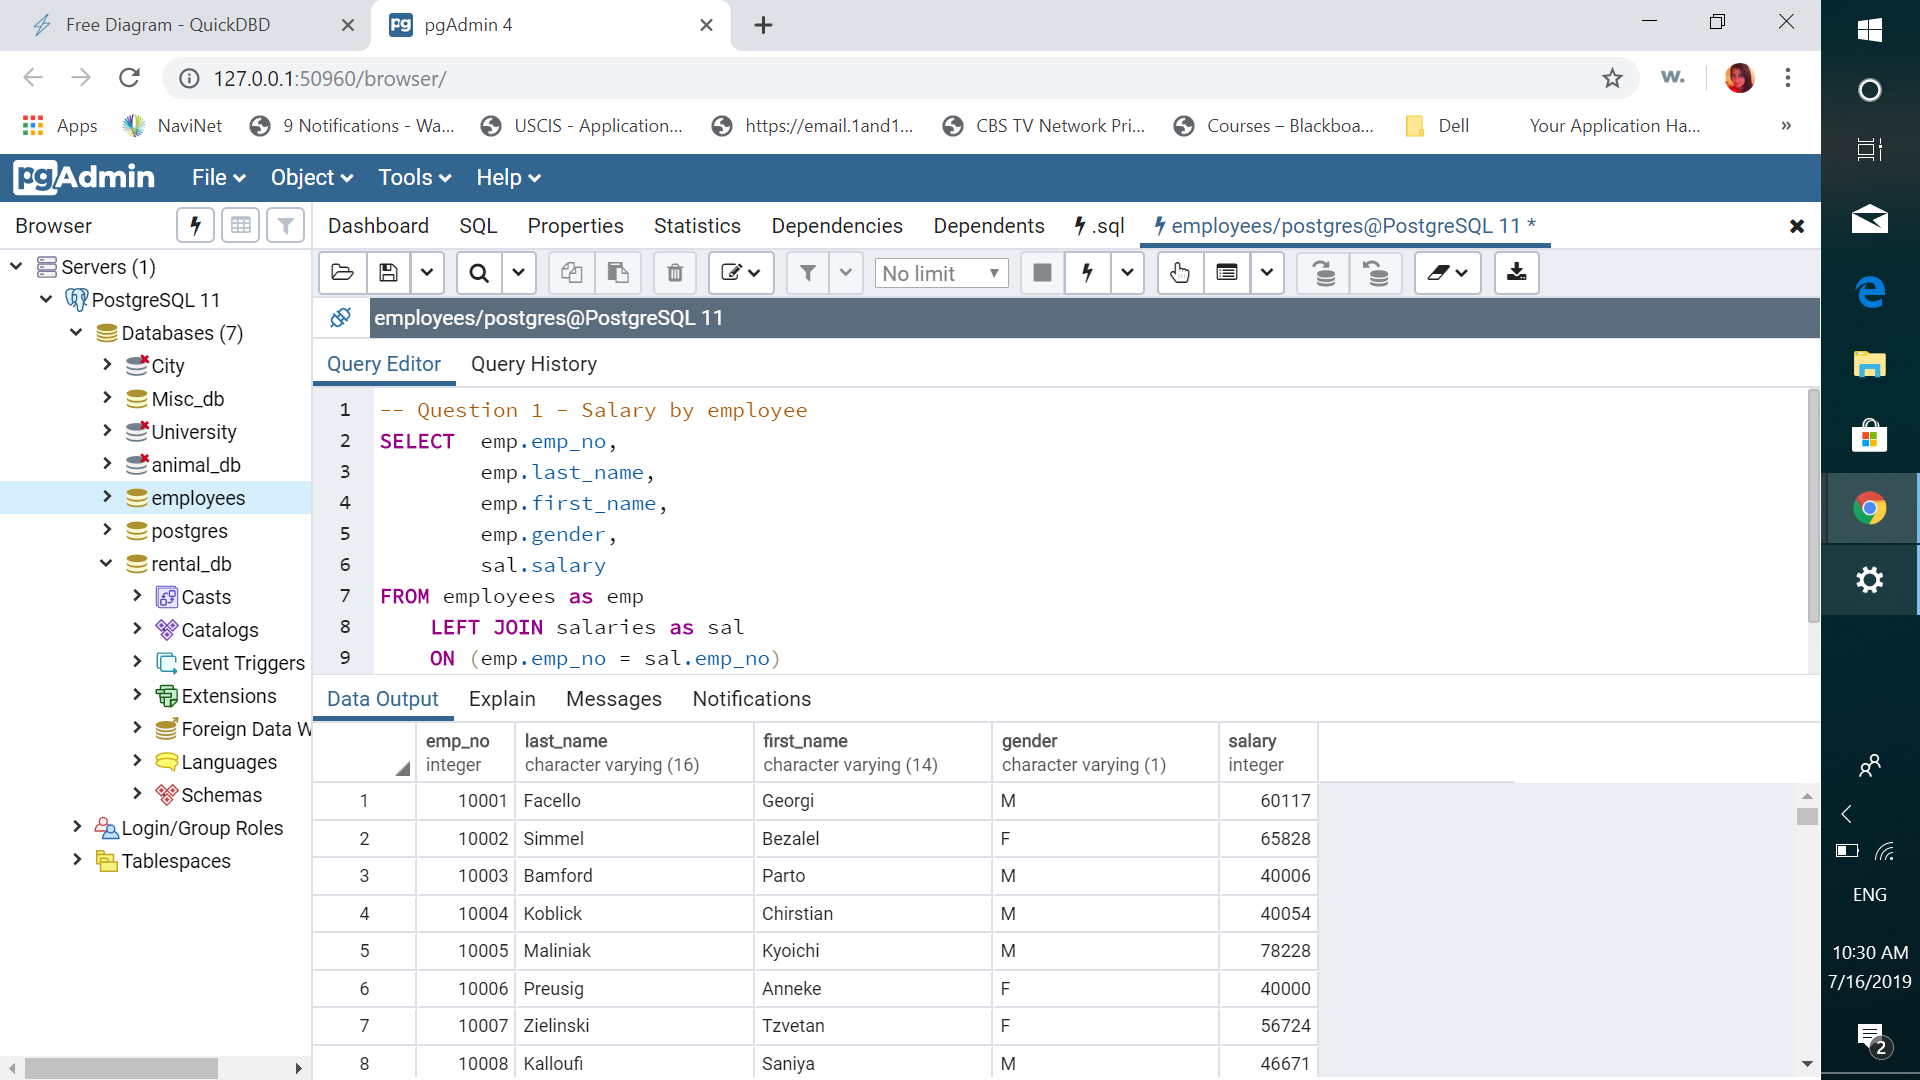 Free Diagram - QuickDBD
pgAdmin 4
127.0.0.1:50960/browser/
w.
Apps
NaviNet
9 Notifications - Wa...
USCIS - Application...
https://email.1and1...
CBS TV Network Pri...
Courses – Blackboa...
Dell
Your Application Ha...
»
pgAdmin
File
Object
Tools
Help
Browser
Dashboard
SQL
Properties
Statistics
Dependencies
Dependents
.sql
employees/postgres@PostgreSQL 11 *
No limit
employees/postgres@PostgreSQL 11
Servers (1)
PostgreSQL 11
Databases (7)
City
Misc_db
University
animal_db
employees
postgres
rental_db
Casts
Catalogs
Event Triggers
Extensions
Foreign Data W
Languages
Schemas
Login/Group Roles
Tablespaces
Query Editor
Query History
1 -- Question 1 - Salary by employee
2 SELECT emp.emp_no,
3 emp.last_name,
4 emp.first_name,
5 emp.gender,
6 sal.salary
7 FROM employees as emp
8 LEFT JOIN salaries as sal
9 ON (emp.emp_no = sal.emp_no)
Data Output
Explain
Messages
Notifications
emp_no last_name first_name gender salary
integer character varying (16) character varying (14) character varying (1) integer
1 10001 Facello Georgi M 60117
2 10002 Simmel Bezalel F 65828
3 10003 Bamford Parto M 40006
4 10004 Koblick Chirstian M 40054
5 10005 Maliniak Kyoichi M 78228
6 10006 Preusig Anneke F 40000
7 10007 Zielinski Tzvetan F 56724
8 10008 Kalloufi Saniya M 46671
ENG
10:30 AM
7/16/2019
2